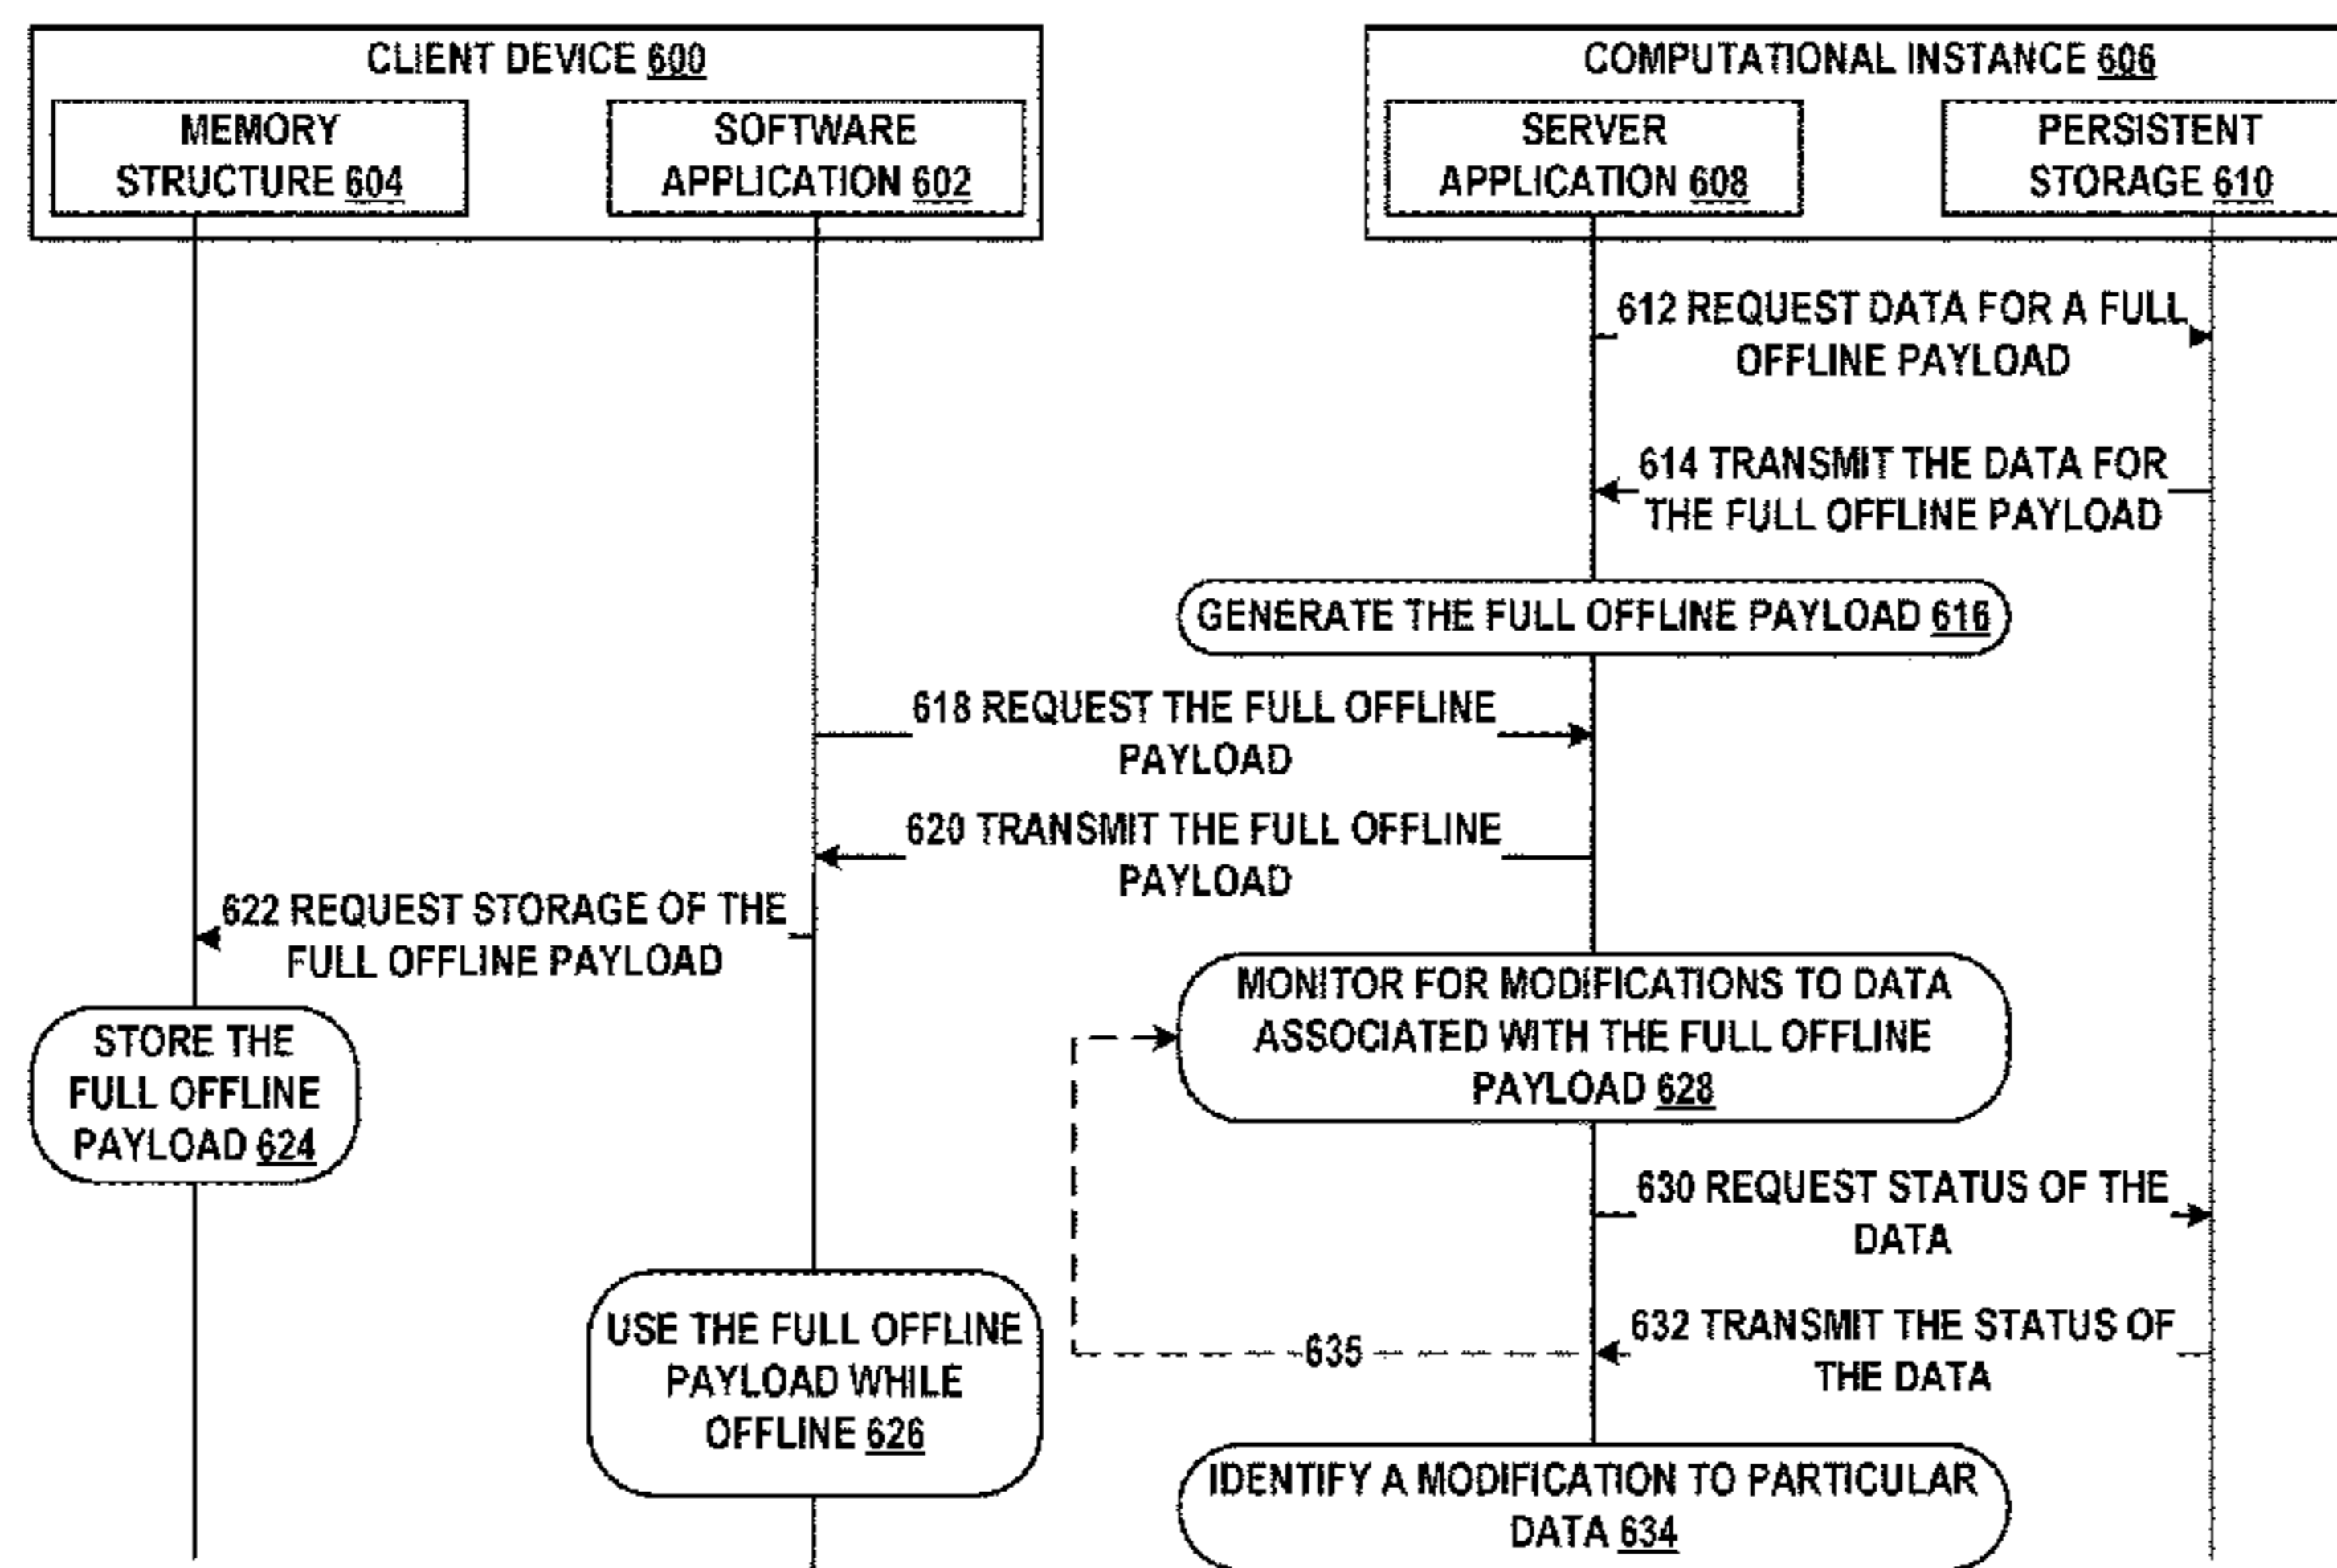 CLIENT DEVICE 600
COMPUTATIONAL INSTANCE 606
MEMORY
STRUCTURE 604
SOFTWARE
APPLICATION 602
SERVER
APPLICATION 608
PERSISTENT
STORAGE 610
612 REQUEST DATA FOR A FULL
OFFLINE PAYLOAD
614 TRANSMIT THE DATA FOR
THE FULL OFFLINE PAYLOAD
GENERATE THE FULL OFFLINE PAYLOAD 616
618 REQUEST THE FULL OFFLINE
PAYLOAD
620 TRANSMIT THE FULL OFFLINE
PAYLOAD
622 REQUEST STORAGE OF THE
FULL OFFLINE PAYLOAD
STORE THE
FULL OFFLINE
PAYLOAD 624
MONITOR FOR MODIFICATIONS TO DATA
ASSOCIATED WITH THE FULL OFFLINE
PAYLOAD 628
630 REQUEST STATUS OF THE
DATA
USE THE FULL OFFLINE
PAYLOAD WHILE
OFFLINE 626
635
632 TRANSMIT THE STATUS OF
THE DATA
IDENTIFY A MODIFICATION TO PARTICULAR
DATA 634